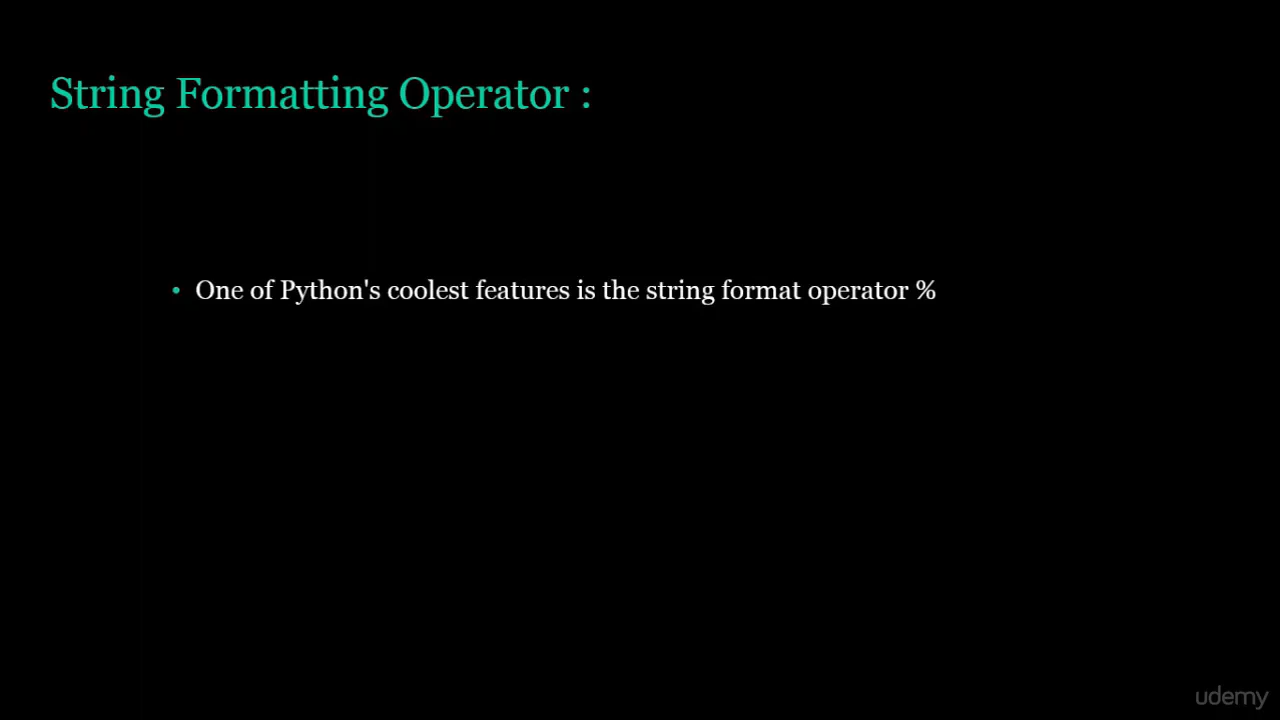 String Formatting Operator :
• One of Python's coolest features is the string format operator %
udemy